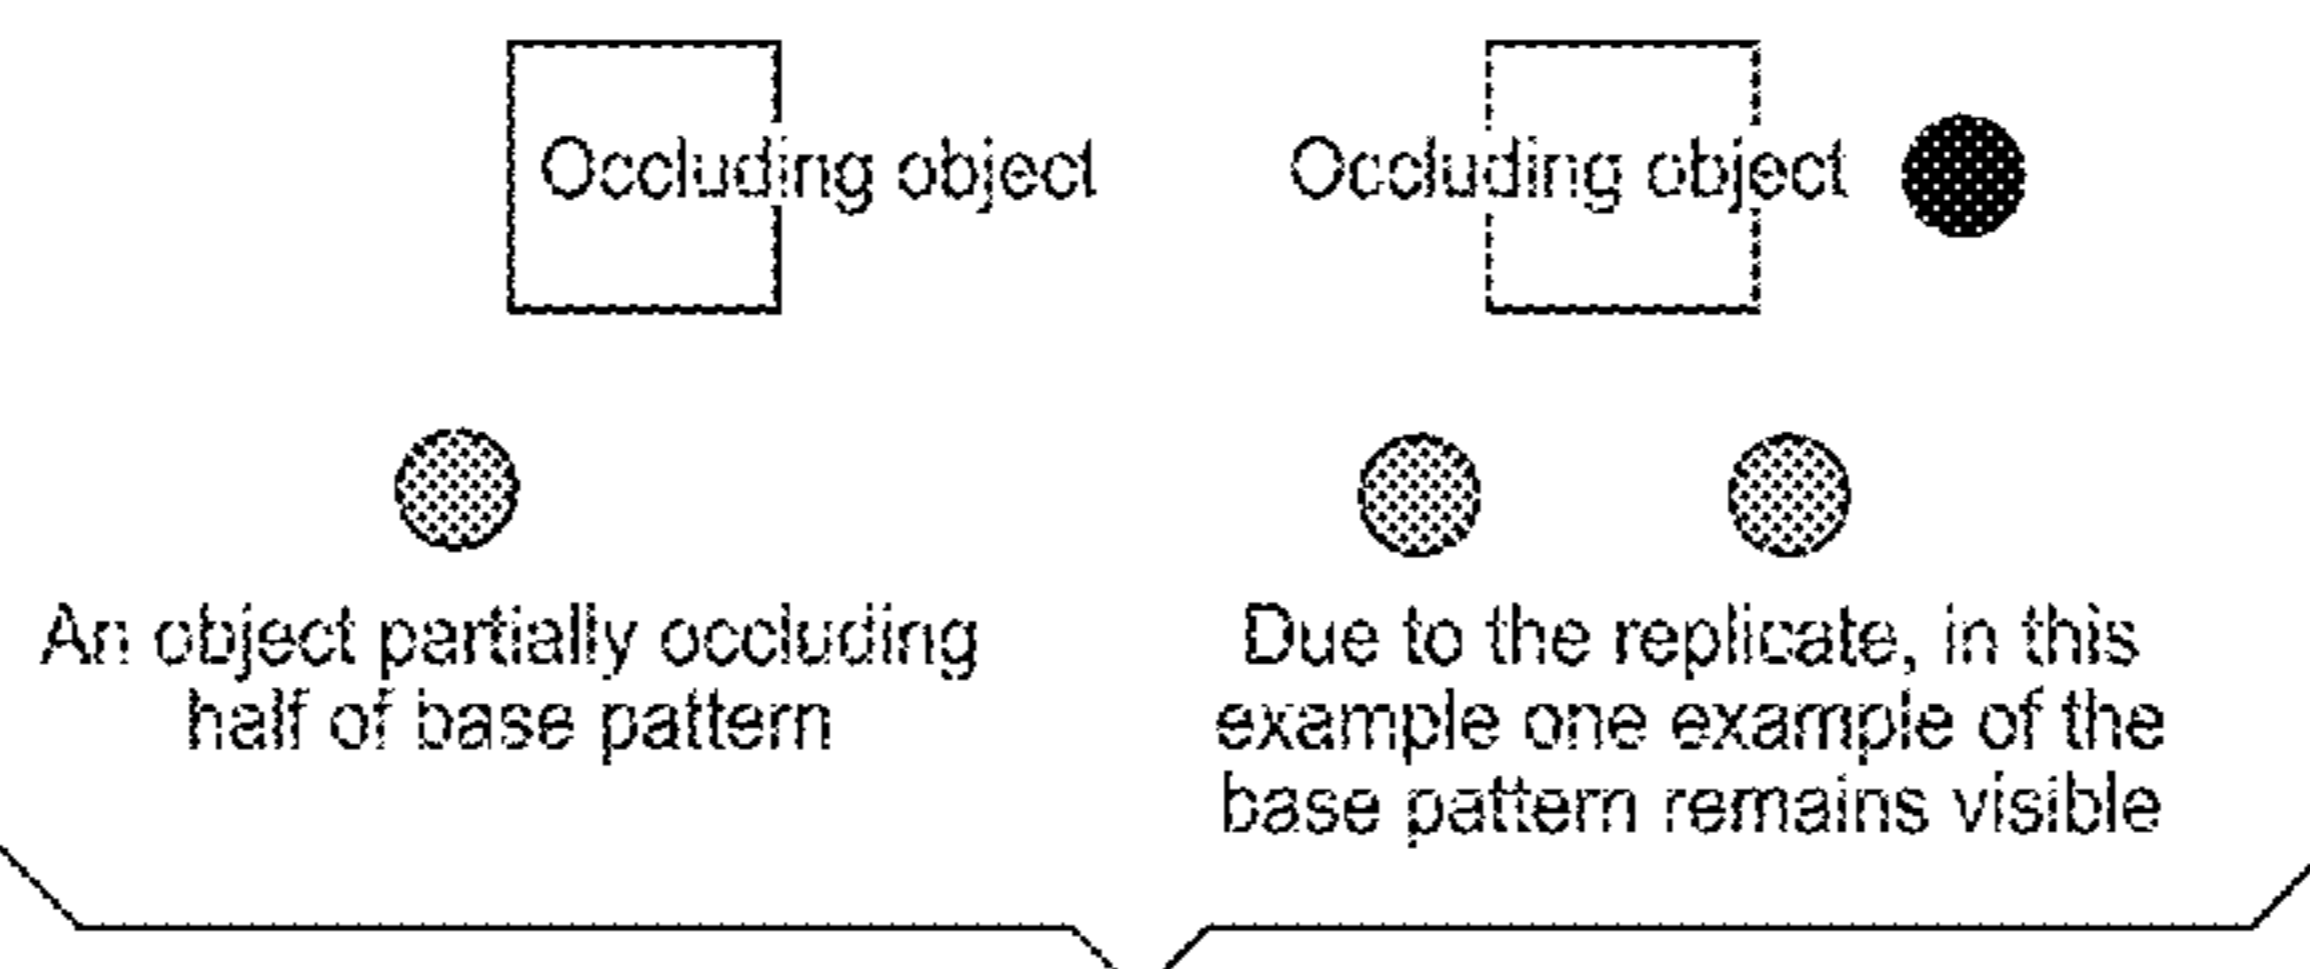 Occluding object
Occluding object
An object partially occluding
half of base pattern
Due to the replicate, in this
example one example of the
base pattern remains visible